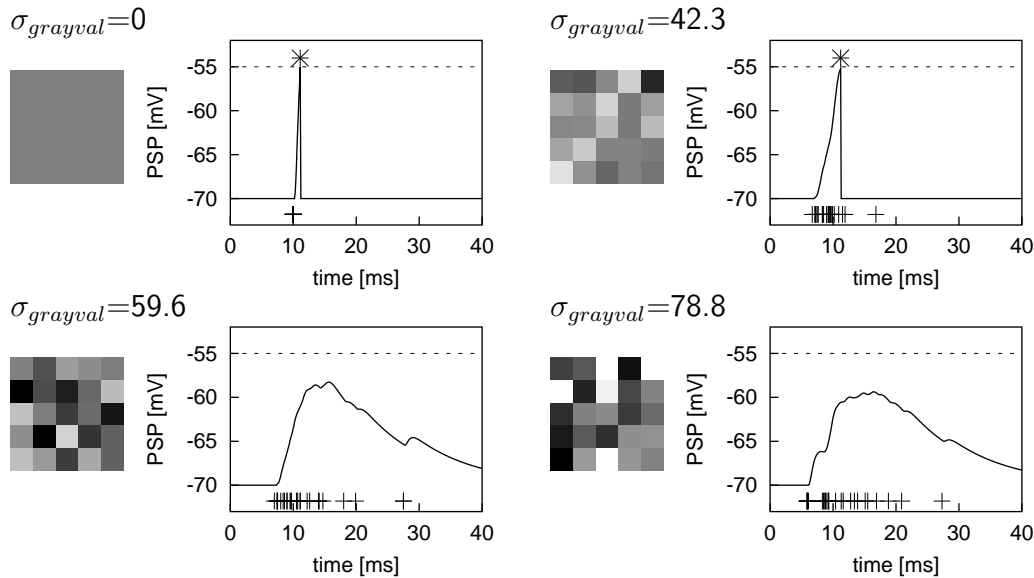 σgrayval=0
-55
-60
-65
-70
PSP [mV]
0 10 20 30 40
time [ms]
σgrayval=42.3
-55
-60
-65
-70
PSP [mV]
0 10 20 30 40
time [ms]
σgrayval=59.6
-55
-60
-65
-70
PSP [mV]
0 10 20 30 40
time [ms]
σgrayval=78.8
-55
-60
-65
-70
PSP [mV]
0 10 20 30 40
time [ms]